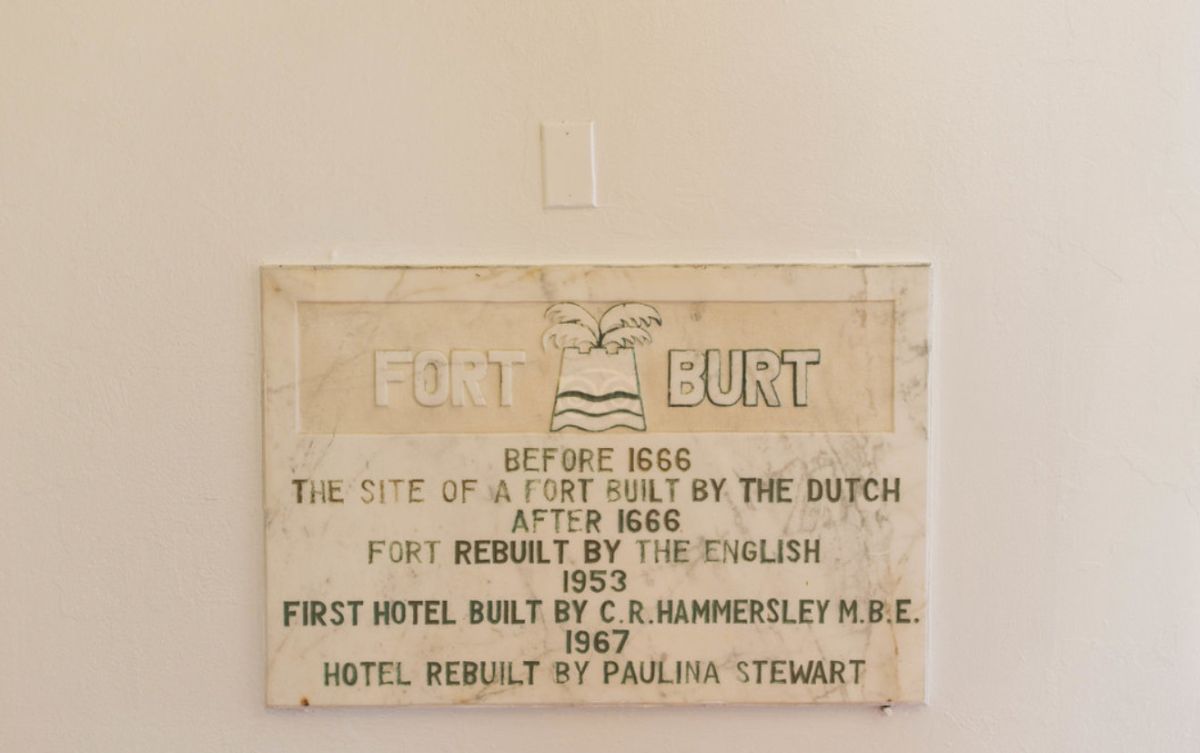 FORT BURT
BEFORE 1666
THE SITE OF A FORT BUILT BY THE DUTCH
AFTER 1666
FORT REBUILT BY THE ENGLISH
1953
FIRST HOTEL BUILT BY C.R.HAMMERSLEY M.B.E.
1967
HOTEL REBUILT BY PAULINA STEWART